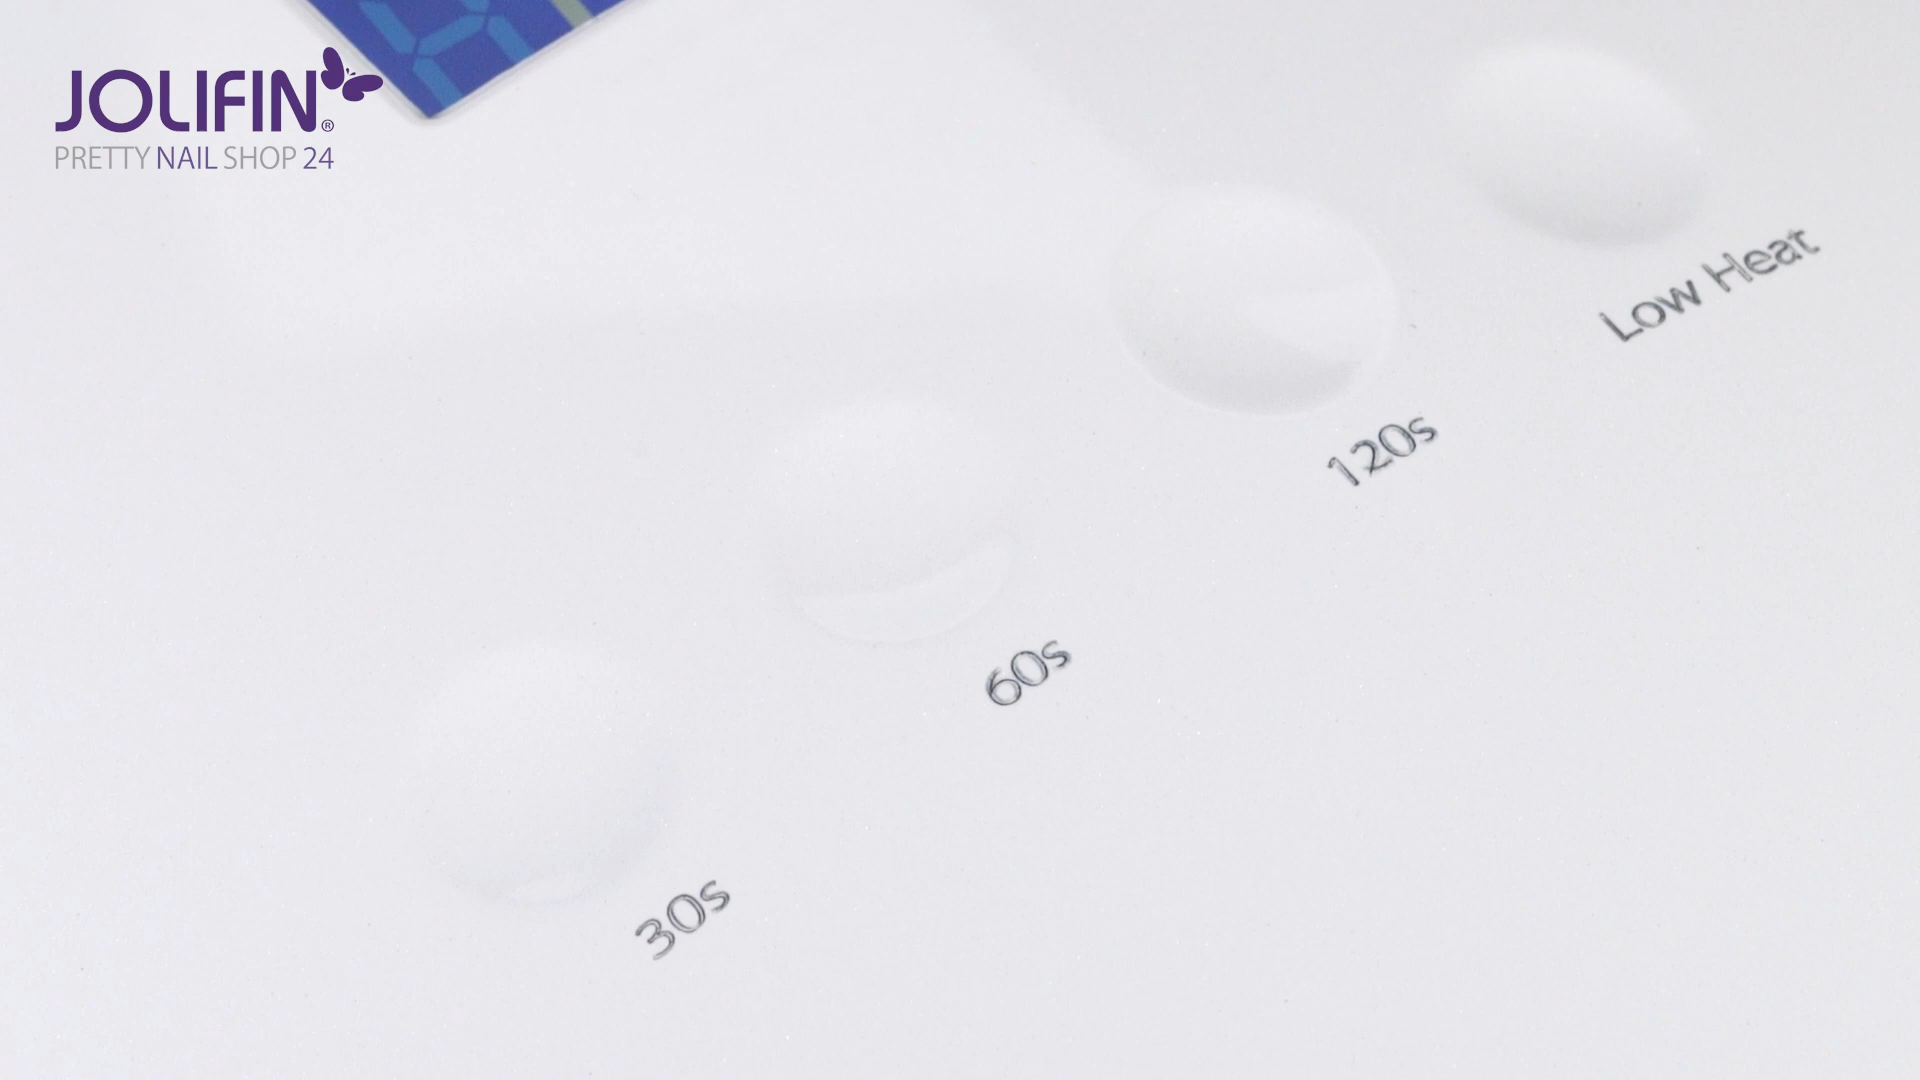 JOLIFIN®
PRETTY NAIL SHOP 24
Low Heat
120s
60s
30s